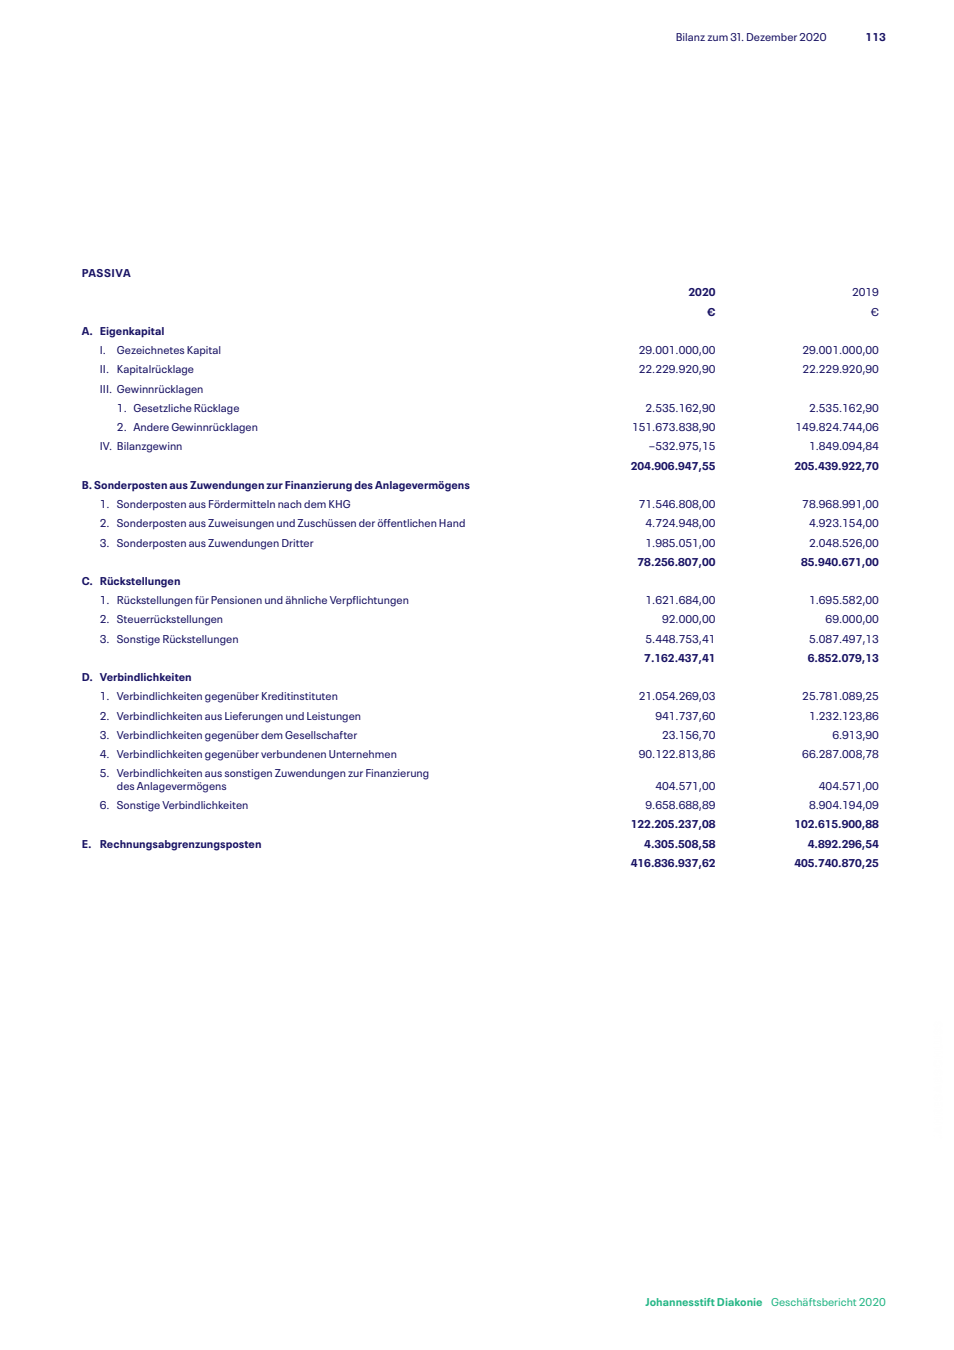 Bilanz zum 31. Dezember 2020 113
PASSIVA
2020 2019
€ €
A. Eigenkapital
I. Gezeichnetes Kapital 29.001.000,00 29.001.000,00
II. Kapitalrücklage 22.229.920,90 22.229.920,90
III. Gewinnrücklagen
1. Gesetzliche Rücklage 2.535.162,90 2.535.162,90
2. Andere Gewinnrücklagen 151.673.838,90 149.824.744,06
IV. Bilanzgewinn –532.975,15 1.849.094,84
204.906.947,55 205.439.922,70
B. Sonderposten aus Zuwendungen zur Finanzierung des Anlagevermögens
1. Sonderposten aus Fördermitteln nach dem KHG 71.546.808,00 78.968.991,00
2. Sonderposten aus Zuweisungen und Zuschüssen der öffentlichen Hand 4.724.948,00 4.923.154,00
3. Sonderposten aus Zuwendungen Dritter 1.985.051,00 2.048.526,00
78.256.807,00 85.940.671,00
C. Rückstellungen
1. Rückstellungen für Pensionen und ähnliche Verpflichtungen 1.621.684,00 1.695.582,00
2. Steuerrückstellungen 92.000,00 69.000,00
3. Sonstige Rückstellungen 5.448.753,41 5.087.497,13
7.162.437,41 6.852.079,13
D. Verbindlichkeiten
1. Verbindlichkeiten gegenüber Kreditinstituten 21.054.269,03 25.781.089,25
2. Verbindlichkeiten aus Lieferungen und Leistungen 941.737,60 1.232.123,86
3. Verbindlichkeiten gegenüber dem Gesellschafter 23.156,70 6.913,90
4. Verbindlichkeiten gegenüber verbundenen Unternehmen 90.122.813,86 66.287.008,78
5. Verbindlichkeiten aus sonstigen Zuwendungen zur Finanzierung
des Anlagevermögens 404.571,00 404.571,00
6. Sonstige Verbindlichkeiten 9.658.688,89 8.904.194,09
122.205.237,08 102.615.900,88
E. Rechnungsabgrenzungsposten 4.305.508,58 4.892.296,54
416.836.937,62 405.740.870,25
Johannesstift Diakonie Geschäftsbericht 2020